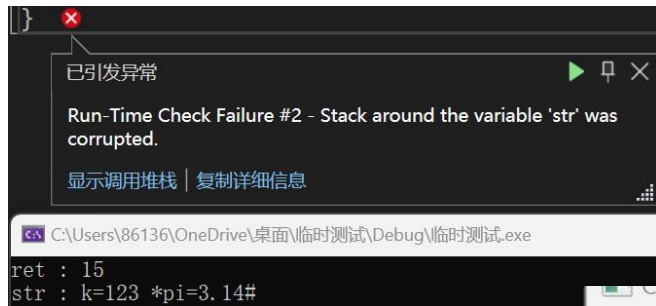 }
已引发异常
Run-Time Check Failure #2 - Stack around the variable 'str' was
corrupted.
显示调用堆栈 | 复制详细信息
C:\Users\86136\OneDrive\桌面\临时测试\Debug\临时测试.exe
ret : 15
str : k=123 *pi=3.14#